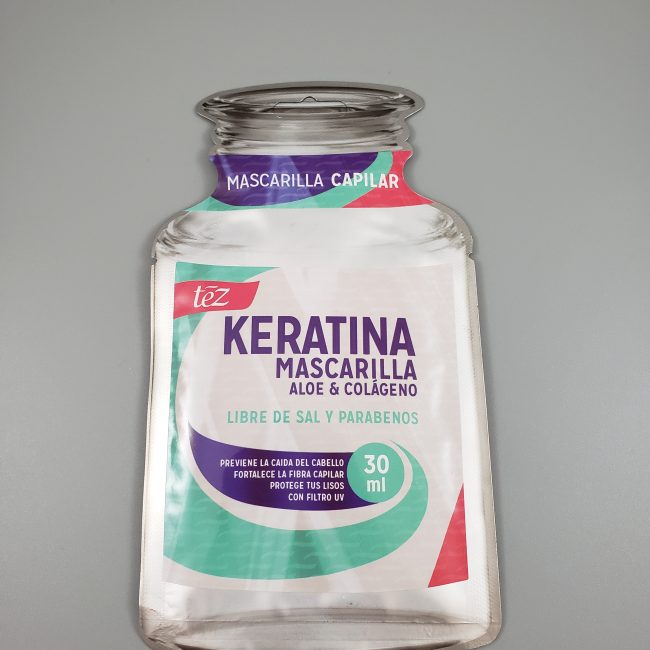 MASCARILLA CAPILAR
tēz
KERATINA
MASCARILLA
ALOE & COLÁGENO
LIBRE DE SAL Y PARABENOS
PREVIENE LA CAIDA DEL CABELLO
FORTALECE LA FIBRA CAPILAR
PROTEGE TUS LISOS
CON FILTRO UV
30
ml